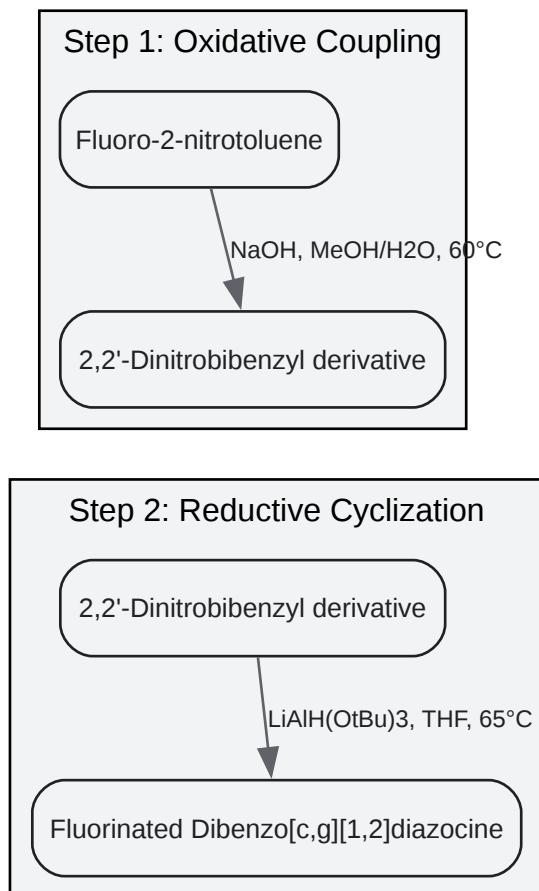 Step 1: Oxidative Coupling
Fluoro-2-nitrotoluene
NaOH, MeOH/H2O, 60°C
2,2'-Dinitrobibenzyl derivative
Step 2: Reductive Cyclization
2,2'-Dinitrobibenzyl derivative
LiAlH(OtBu)3, THF, 65°C
Fluorinated Dibenzo[c,g][1,2]diazocine